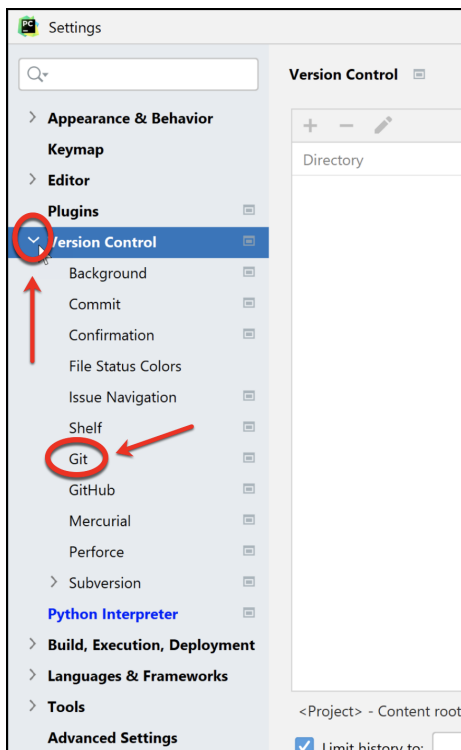 PC
Settings
Version Control
Appearance & Behavior
Keymap
Editor
Directory
Plugins
Version Control
Background
Commit
Confirmation
File Status Colors
Issue Navigation
Shelf
Git
GitHub
Mercurial
Perforce
Subversion
Python Interpreter
Build, Execution, Deployment
Languages & Frameworks
Tools
<Project> - Content root
Advanced Settings
Limit history to: